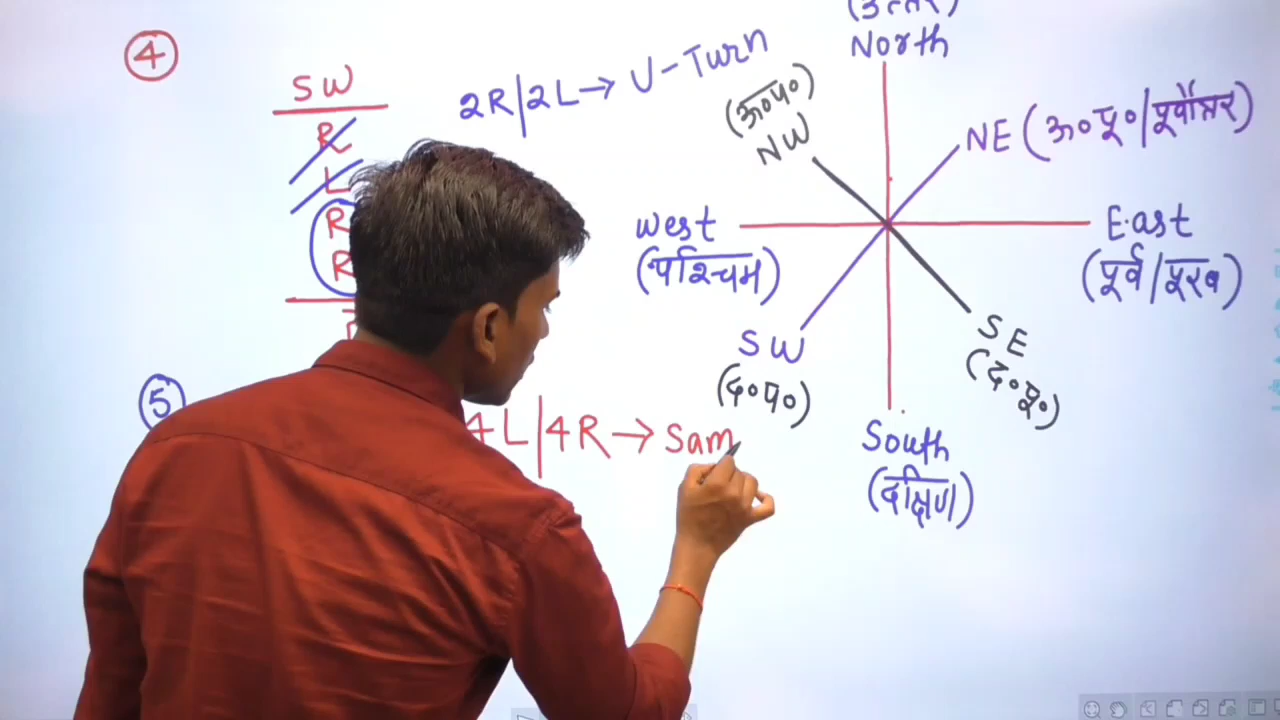 4
SW
R
L
R
R
2R|2L→ U-Turn
(उत्तर)
North
(उ०प०)
NW
NE (उ०पू०/पूर्वोत्तर)
West
(पश्चिम)
East
(पूर्व/पूरब)
SW
(द०प०)
SE
(द०पू०)
South
(दक्षिण)
5
4L|4R → Sam